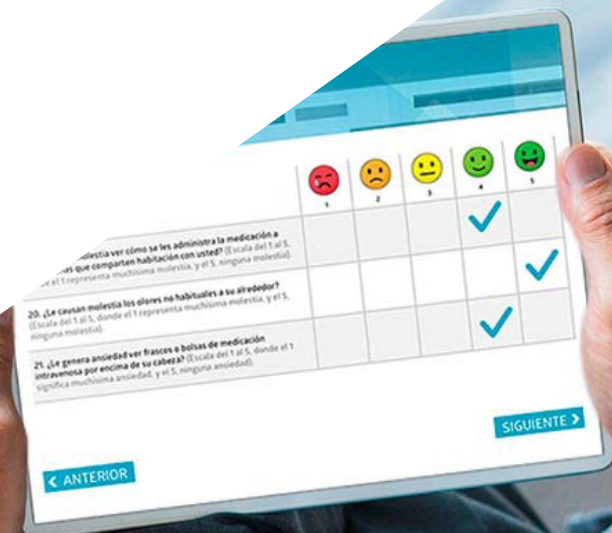 1 2 3 4 5
molestia ver cómo se les administra la medicación a
que comparten habitación con usted? (Escala del 1 al 5,
el 1 representa muchísima molestia, y el 5, ninguna molestia).
20. ¿Le causan molestia los olores no habituales a su alrededor?
(Escala del 1 al 5, donde el 1 representa muchísima molestia, y el 5,
ninguna molestia).
21. ¿Le genera ansiedad ver frascos o bolsas de medicación
intravenosa por encima de su cabeza? (Escala del 1 al 5, donde el 1
significa muchísima ansiedad, y el 5, ninguna ansiedad).
SIGUIENTE
ANTERIOR